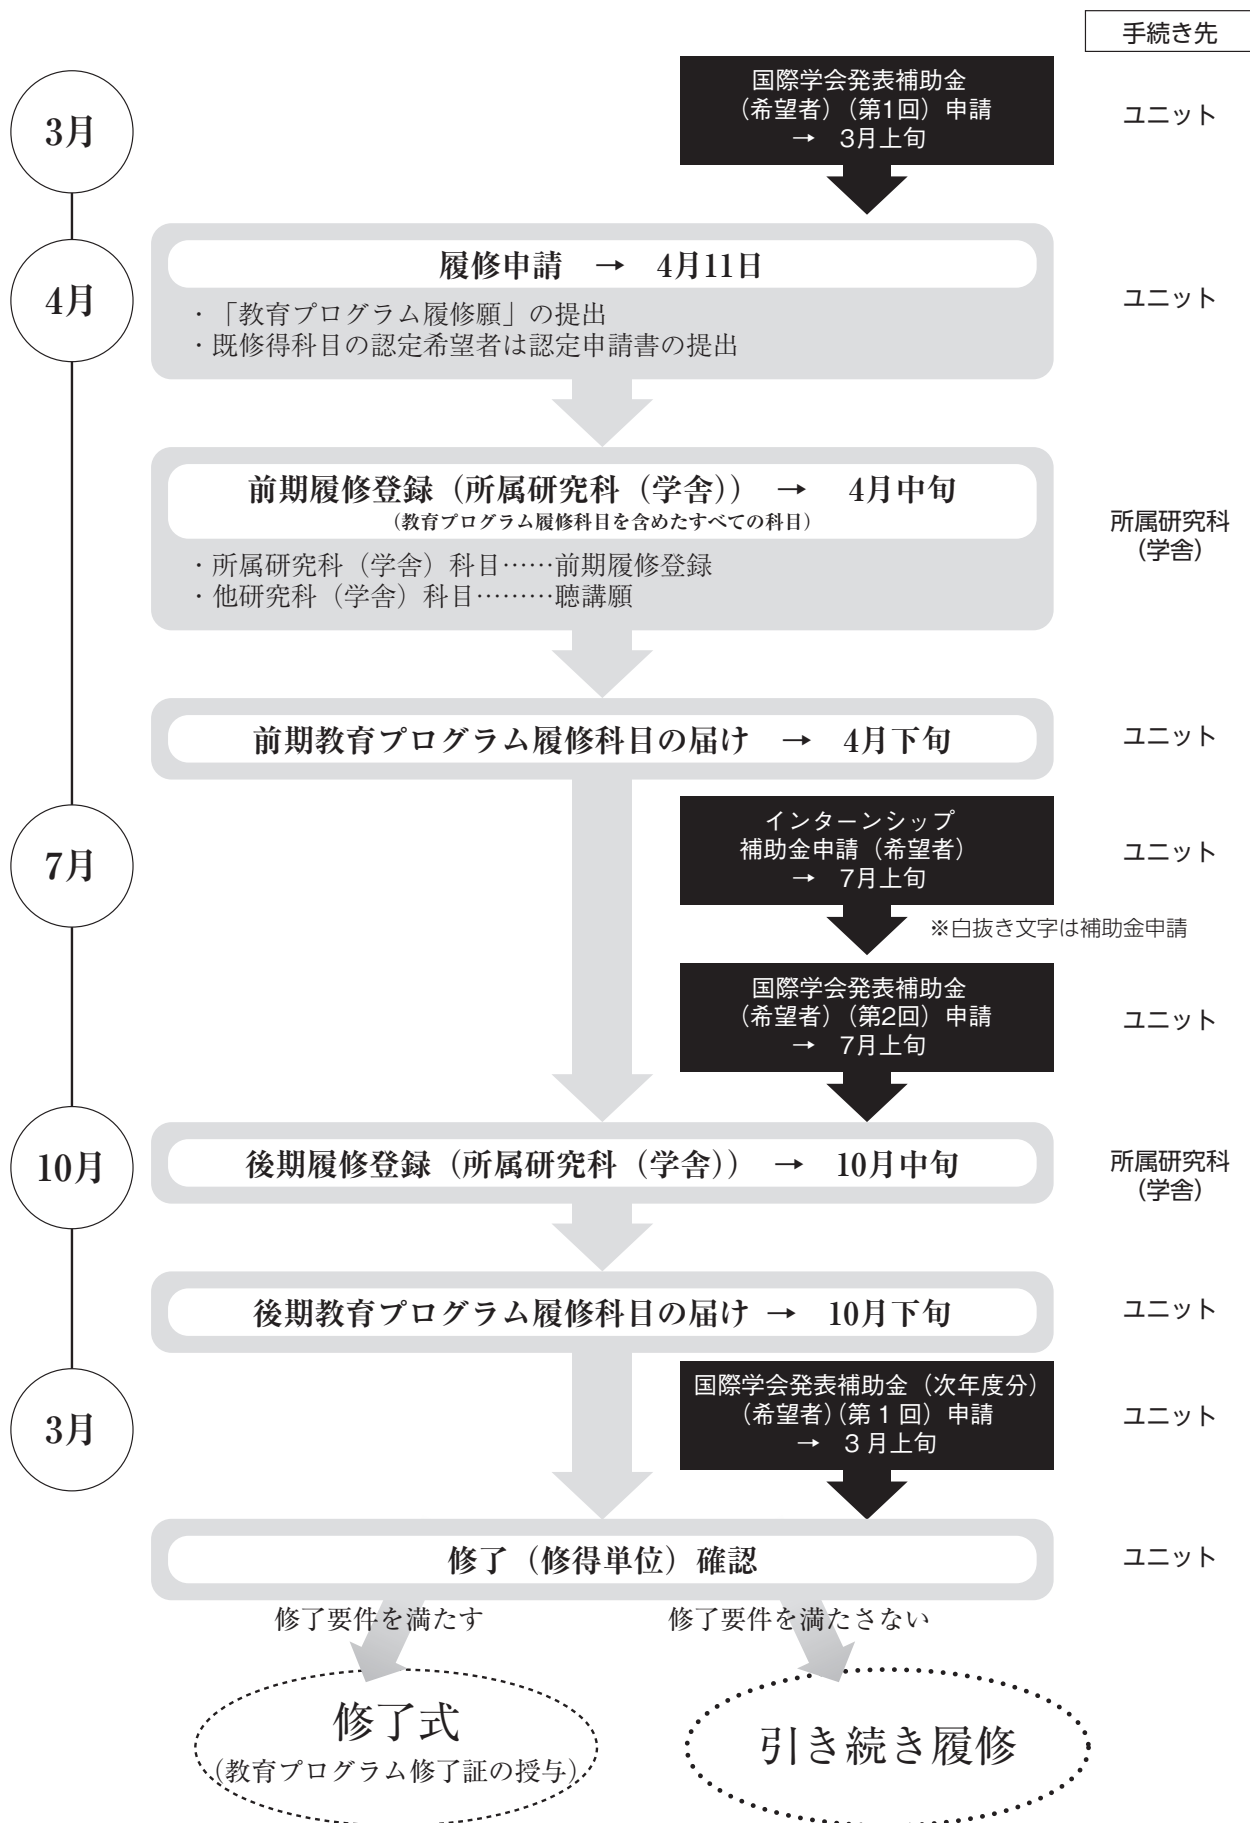 手続き先
3月
国際学会発表補助金
（希望者）（第1回）申請
→　3月上旬
ユニット
4月
履修申請　→　4月11日
・「教育プログラム履修願」の提出
・既修得科目の認定希望者は認定申請書の提出
ユニット
前期履修登録（所属研究科（学舎））　→　4月中旬
（教育プログラム履修科目を含めたすべての科目）
・所属研究科（学舎）科目……前期履修登録
・他研究科（学舎）科目………聴講願
所属研究科
（学舎）
前期教育プログラム履修科目の届け　→　4月下旬
ユニット
7月
インターンシップ
補助金申請（希望者）
→　7月上旬
ユニット
※白抜き文字は補助金申請
国際学会発表補助金
（希望者）（第2回）申請
→　7月上旬
ユニット
10月
後期履修登録（所属研究科（学舎））　→　10月中旬
所属研究科
（学舎）
後期教育プログラム履修科目の届け　→　10月下旬
ユニット
3月
国際学会発表補助金（次年度分）
（希望者）（第１回）申請
→　３月上旬
ユニット
修了（修得単位）確認
ユニット
修了要件を満たす
修了要件を満たさない
修了式
（教育プログラム修了証の授与）
引き続き履修